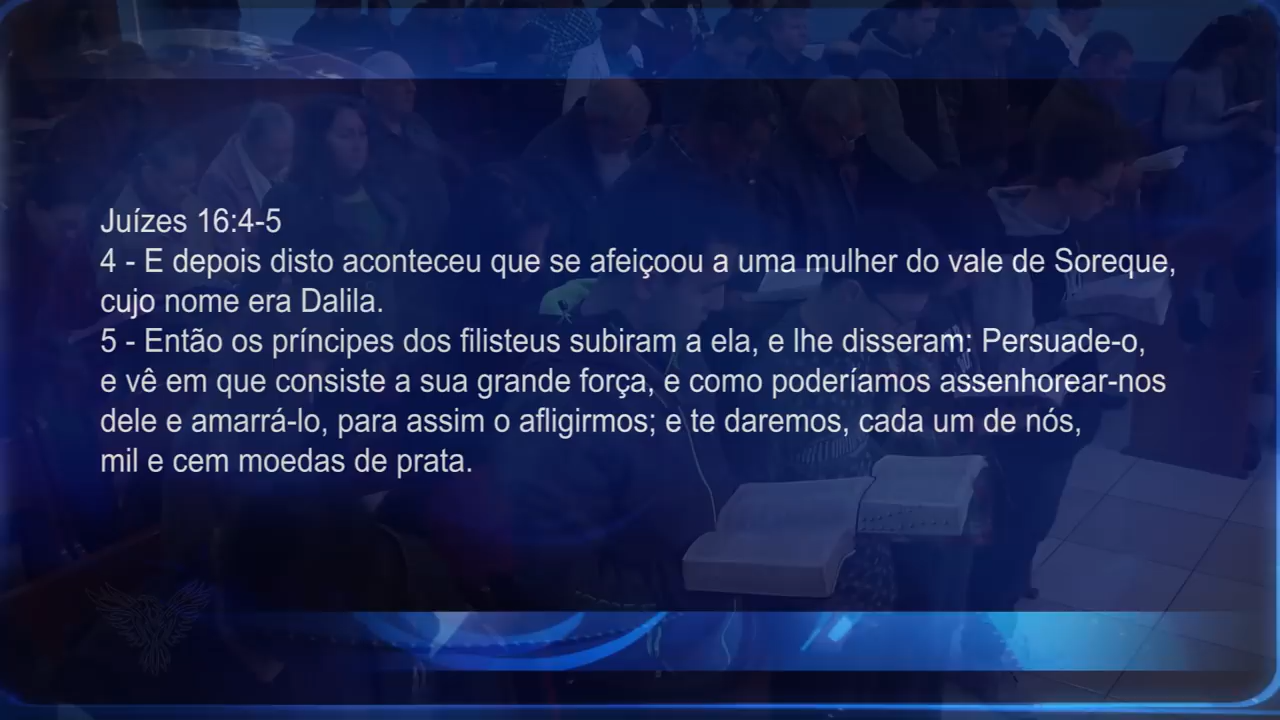 Juízes 16:4-5
4 - E depois disto aconteceu que se afeiçoou a uma mulher do vale de Soreque,
cujo nome era Dalila.
5 - Então os príncipes dos filisteus subiram a ela, e lhe disseram: Persuade-o,
e vê em que consiste a sua grande força, e como poderíamos assenhorear-nos
dele e amarrá-lo, para assim o afligirmos; e te daremos, cada um de nós,
mil e cem moedas de prata.